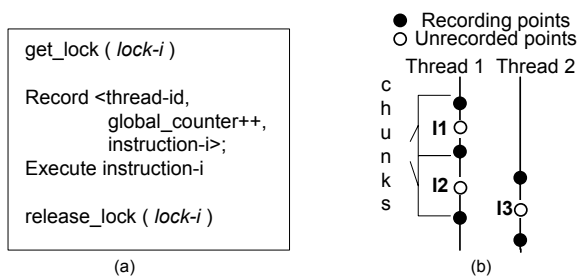 get_lock ( lock-i )
Record <thread-id,
global_counter++,
instruction-i>;
Execute instruction-i
release_lock ( lock-i )
(a)
Recording points
Unrecorded points
Thread 1 Thread 2
chunks
I1
I2
I3
(b)